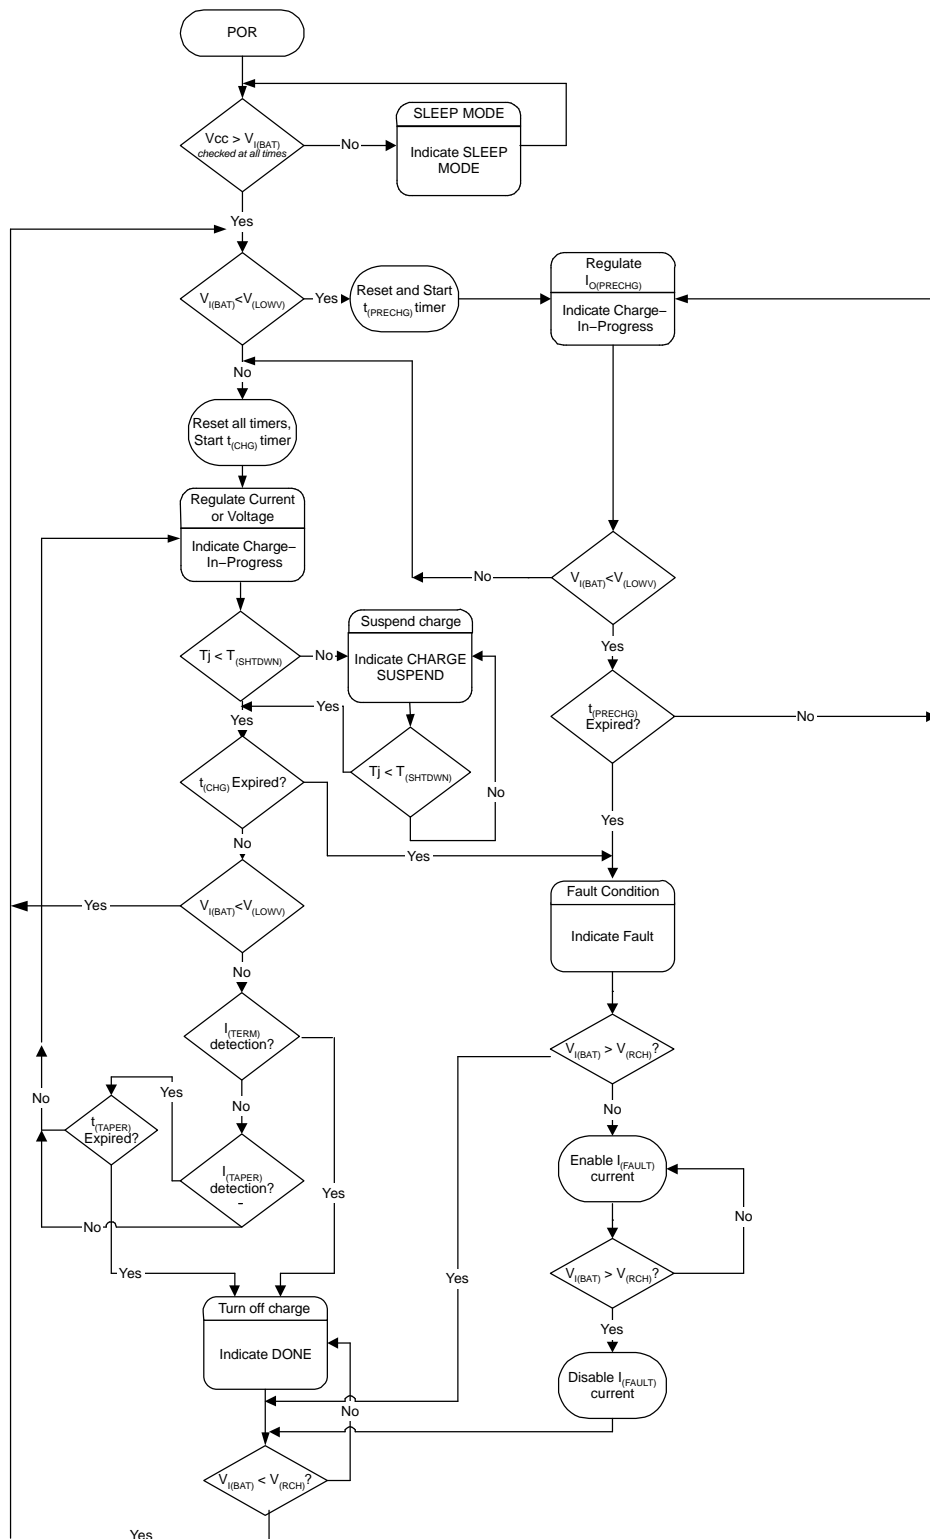 POR
SLEEP MODE
Vcc > VI(BAT)
checked at all times
No
Indicate SLEEP
MODE
Yes
Regulate
IO(PRECHG)
VI(BAT)<V(LOWV)
Yes
Reset and Start
t(PRECHG) timer
Indicate Charge–
In–Progress
No
Reset all timers,
Start t(CHG) timer
Regulate Current
or Voltage
Indicate Charge–
In–Progress
No
VI(BAT)<V(LOWV)
Suspend charge
Yes
Tj < T(SHTDWN)
No
Indicate CHARGE
SUSPEND
Yes
Yes
t(PRECHG)
Expired?
No
Tj < T(SHTDWN)
t(CHG) Expired?
No
Yes
No
Yes
Fault Condition
Yes
VI(BAT)<V(LOWV)
Indicate Fault
No
I(TERM)
detection?
VI(BAT) > V(RCH)?
No
Yes
No
No
t(TAPER)
Expired?
Enable I(FAULT)
current
I(TAPER)
detection?
-
Yes
No
No
Yes
Yes
VI(BAT) > V(RCH)?
Turn off charge
Yes
Indicate DONE
Disable I(FAULT)
current
No
VI(BAT) < V(RCH)?
Yes